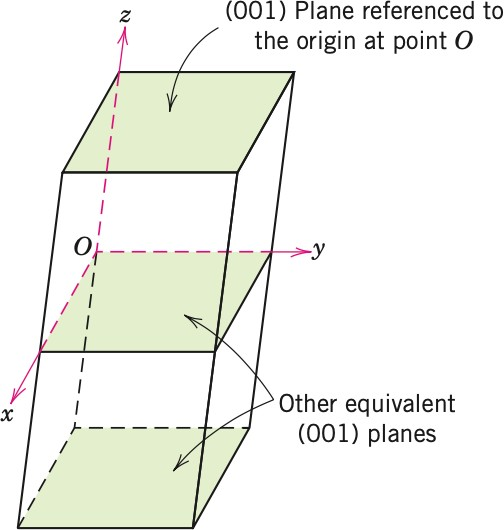 (001) Plane referenced to
the origin at point O
z
O
y
x
Other equivalent
(001) planes